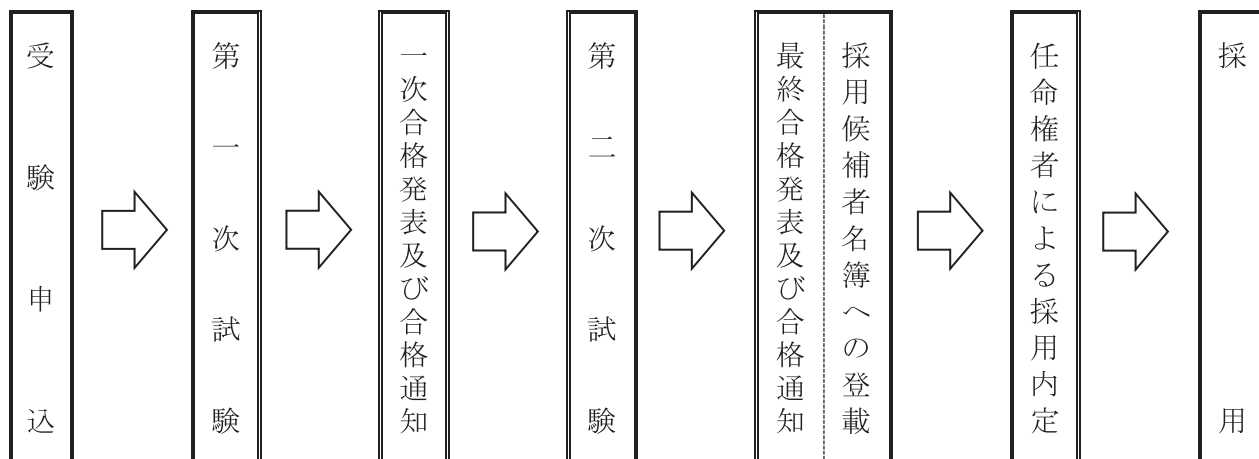 受験申込
第一次試験
一次合格発表及び合格通知
第二次試験
最終合格発表及び合格通知
採用候補者名簿への登載
任命権者による採用内定
採用